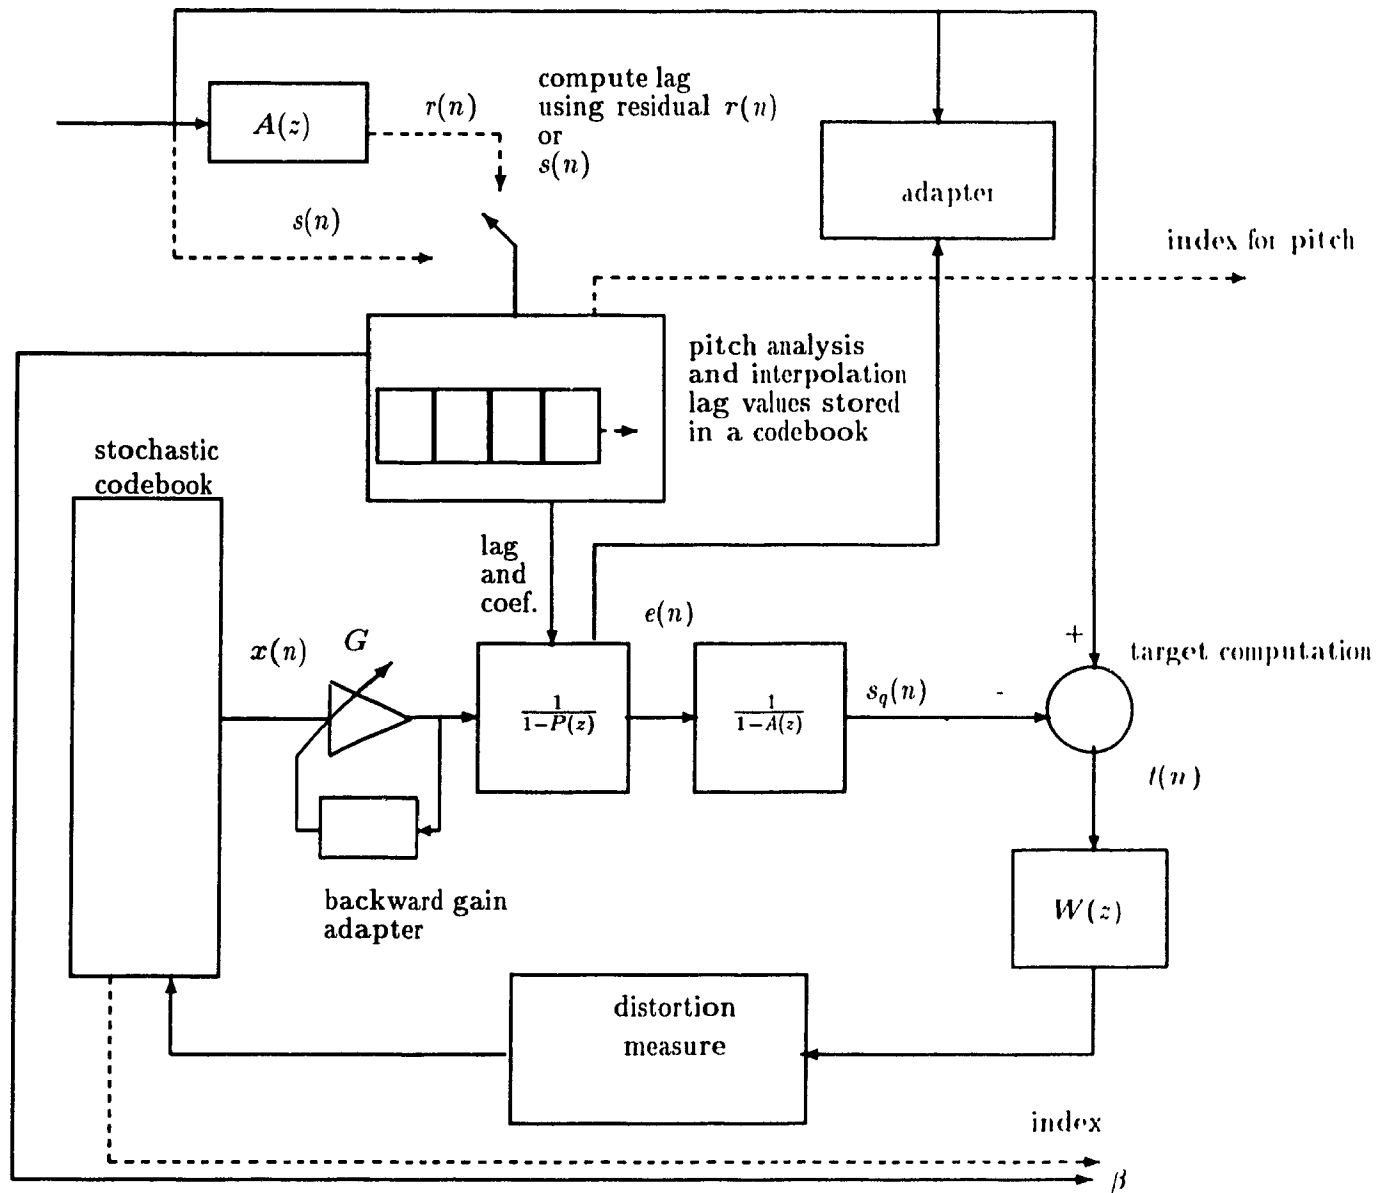 compute lag
using residual r(n)
or
s(n)
A(z)
r(n)
s(n)
adapter
index for pitch
pitch analysis
and interpolation
lag values stored
in a codebook
stochastic
codebook
lag
and
coef.
e(n)
x(n)
G
1/(1-P(z))
1/(1-A(z))
s_q(n)
+
-
target computation
t(n)
W(z)
backward gain
adapter
distortion
measure
index
β